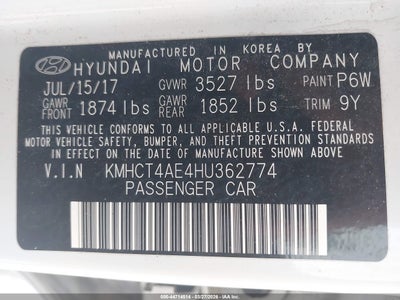 MANUFACTURED IN KOREA BY
HYUNDAI MOTOR COMPANY
JUL/15/17 GVWR 3527 lbs PAINT P6W
GAWR FRONT 1874 lbs GAWR REAR 1852 lbs TRIM 9Y
THIS VEHICLE CONFORMS TO ALL APPLICABLE U.S.A. FEDERAL
MOTOR VEHICLE SAFETY, BUMPER, AND THEFT PREVENTION
STANDARDS IN EFFECT ON THE DATE OF MANUFACTURE SHOWN ABOVE.
V.I.N KMHCT4AE4HU362774
PASSENGER CAR